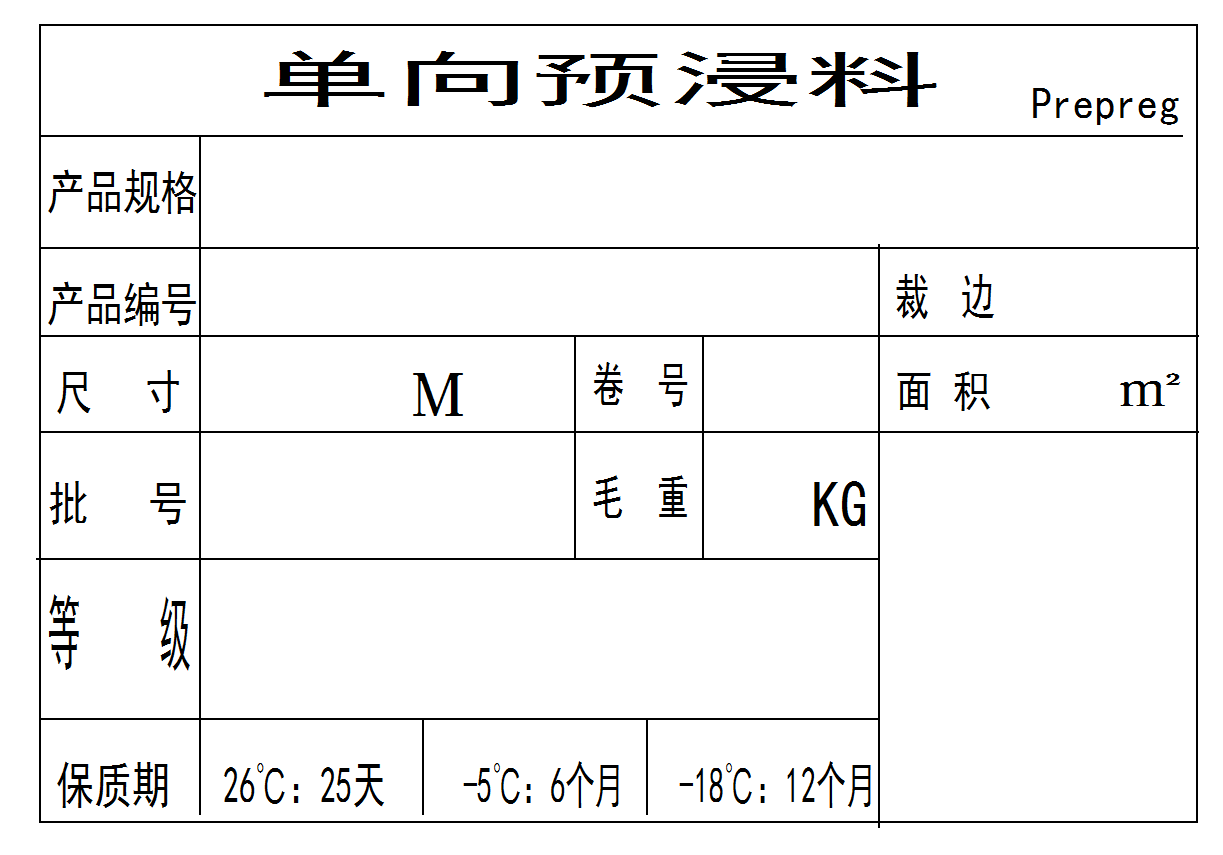 单向预浸料 Prepreg
产品规格
产品编号 裁 边
尺 寸 M 卷 号 面 积 m²
批 号 毛 重 KG
等 级
保质期 26℃：25天 -5℃：6个月 -18℃：12个月